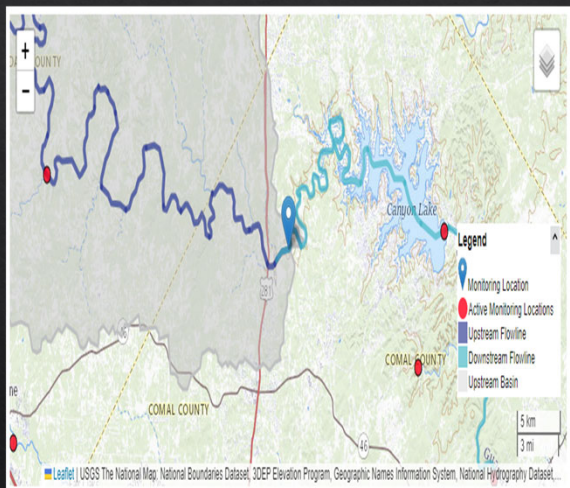 +
COUNTY
−
Canyon Lake
Legend
^
Monitoring Location
Active Monitoring Locations
Upstream Flowline
Downstream Flowline
Upstream Basin
281
COMAL COUNTY
COMAL COUNTY
ne
46
5 km
3 mi
Leaflet | USGS The National Map: National Boundaries Dataset, 3DEP Elevation Program, Geographic Names Information System, National Hydrography Dataset,...